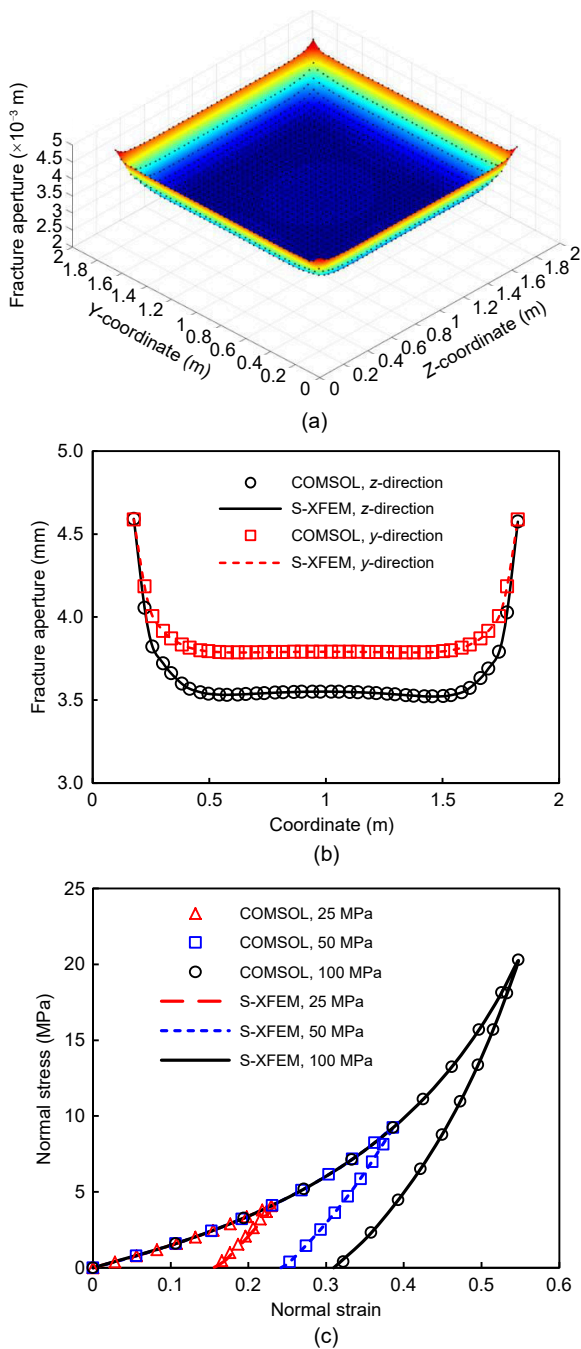 Fracture aperture (×10⁻³ m)
5
4.5
4
3.5
3
2.5
2
2
1.8
1.6
1.4
1.2
1
0.8
0.6
0.4
0.2
0
Y-coordinate (m)
0
0.2
0.4
0.6
0.8
1
1.2
1.4
1.6
1.8
2
Z-coordinate (m)
(a)
5.0
4.5
4.0
3.5
3.0
Fracture aperture (mm)
COMSOL, z-direction
S-XFEM, z-direction
COMSOL, y-direction
S-XFEM, y-direction
0 0.5 1 1.5 2
Coordinate (m)
(b)
25
20
15
10
5
0
Normal stress (MPa)
COMSOL, 25 MPa
COMSOL, 50 MPa
COMSOL, 100 MPa
S-XFEM, 25 MPa
S-XFEM, 50 MPa
S-XFEM, 100 MPa
0 0.1 0.2 0.3 0.4 0.5 0.6
Normal strain
(c)